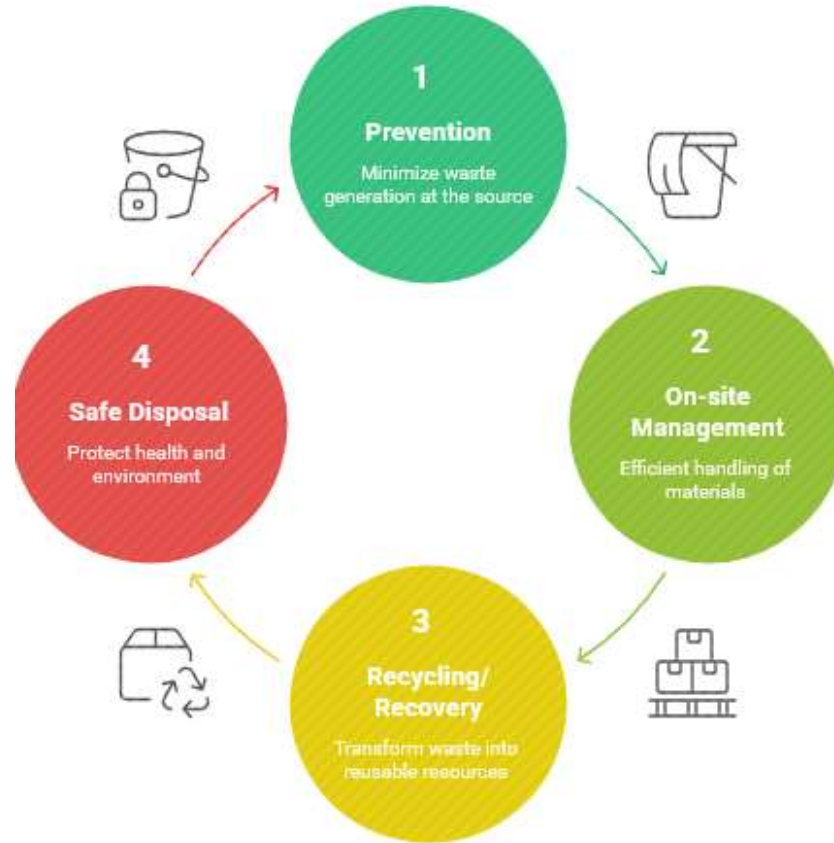 1
Prevention
Minimize waste
generation at the source
2
On-site
Management
Efficient handling of
materials
3
Recycling/
Recovery
Transform waste into
reusable resources
4
Safe Disposal
Protect health and
environment